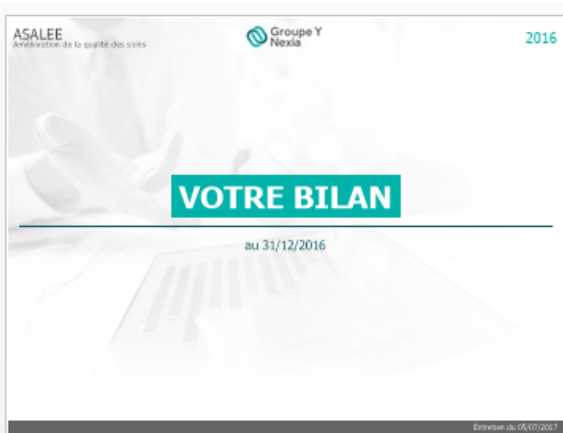 ASALEE
Amélioration de la qualité des soins
Groupe Y
Nexia
2016
VOTRE BILAN
au 31/12/2016
Entretien du 05/07/2017